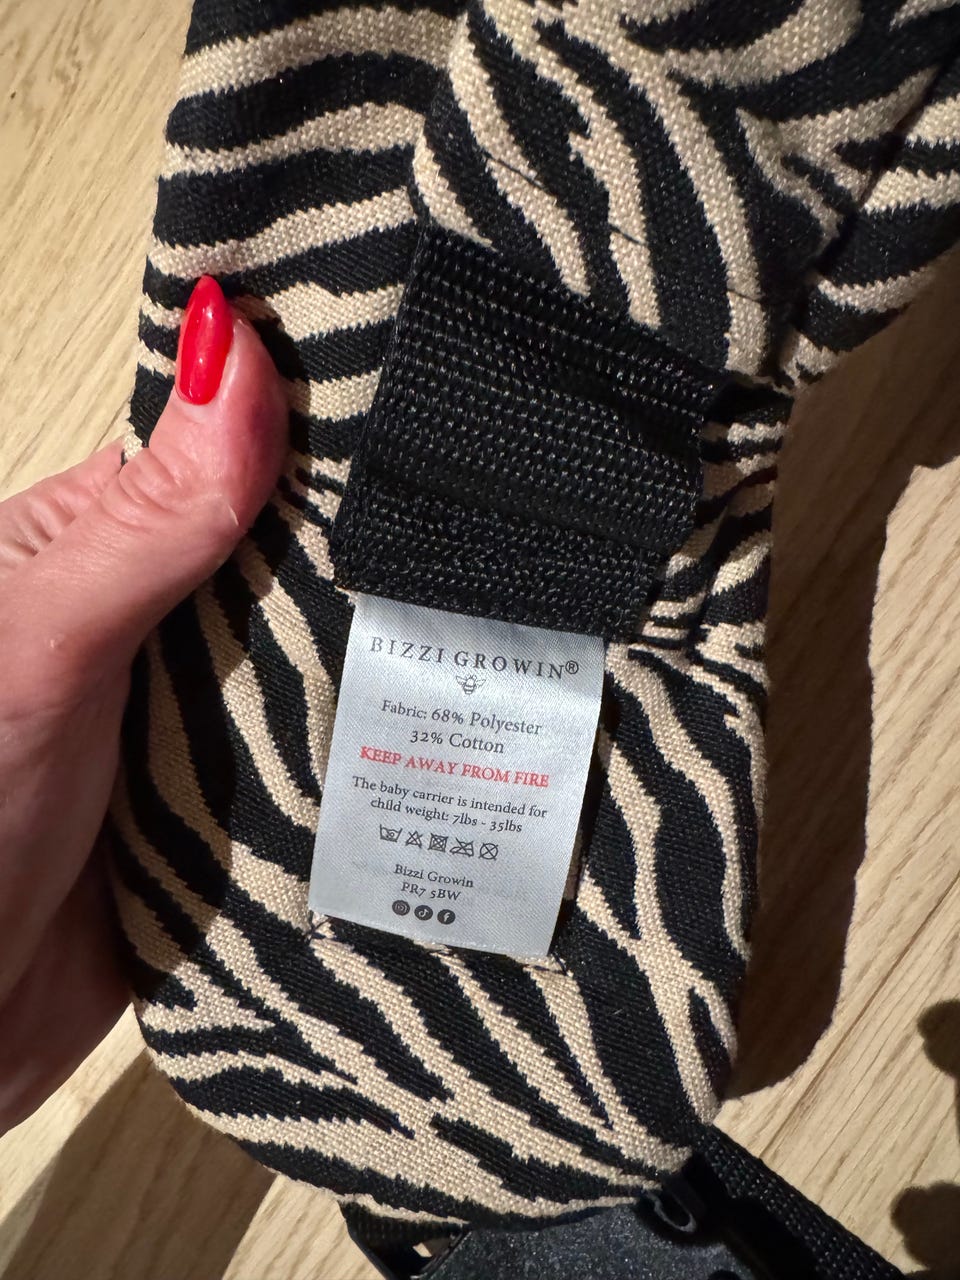 BIZZI GROWIN®
Fabric: 68% Polyester
32% Cotton
KEEP AWAY FROM FIRE
The baby carrier is intended for
child weight: 7lbs - 35lbs
Bizzi Growin
PR7 5BW